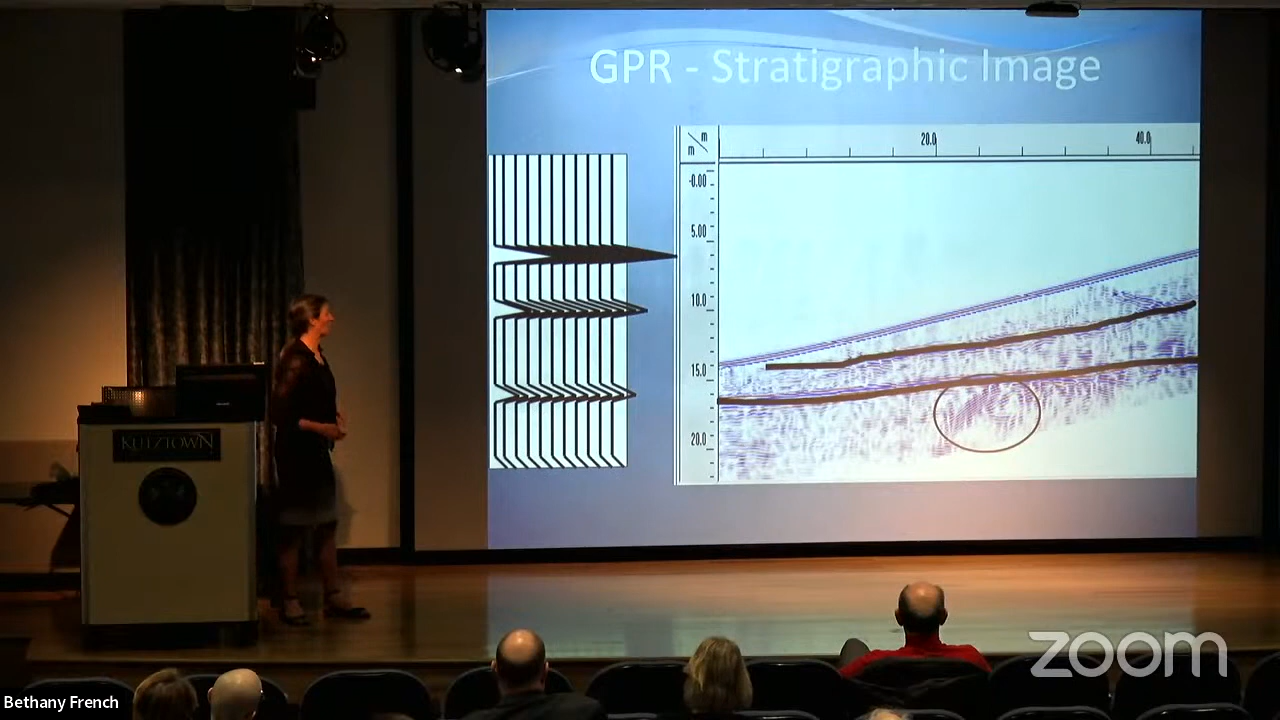 GPR - Stratigraphic Image
m
m
20.0
40.0
-0.00
5.00
10.0
15.0
20.0
KUTZTOWN
zoom
Bethany French